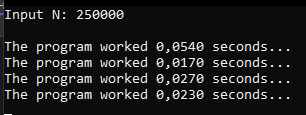 Input N: 250000
The program worked 0,0540 seconds...
The program worked 0,0170 seconds...
The program worked 0,0270 seconds...
The program worked 0,0230 seconds...